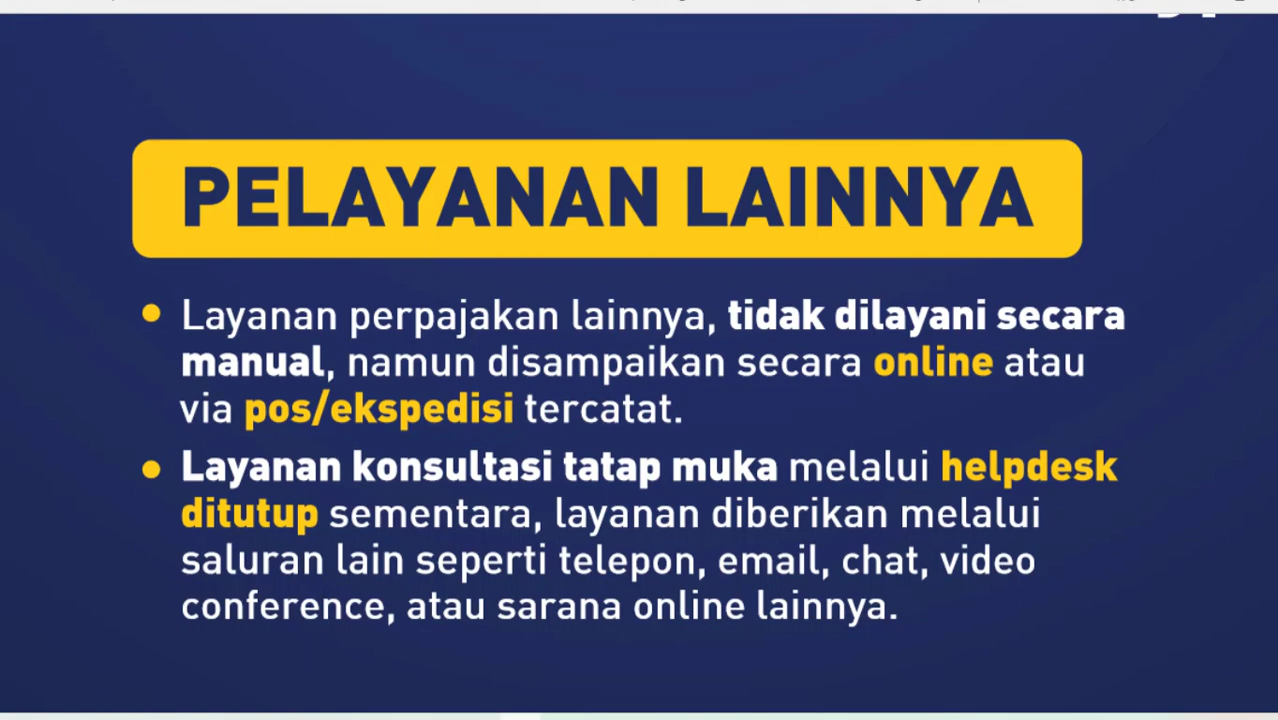 PELAYANAN LAINNYA
• Layanan perpajakan lainnya, tidak dilayani secara
manual, namun disampaikan secara online atau
via pos/ekspedisi tercatat.
• Layanan konsultasi tatap muka melalui helpdesk
ditutup sementara, layanan diberikan melalui
saluran lain seperti telepon, email, chat, video
conference, atau sarana online lainnya.